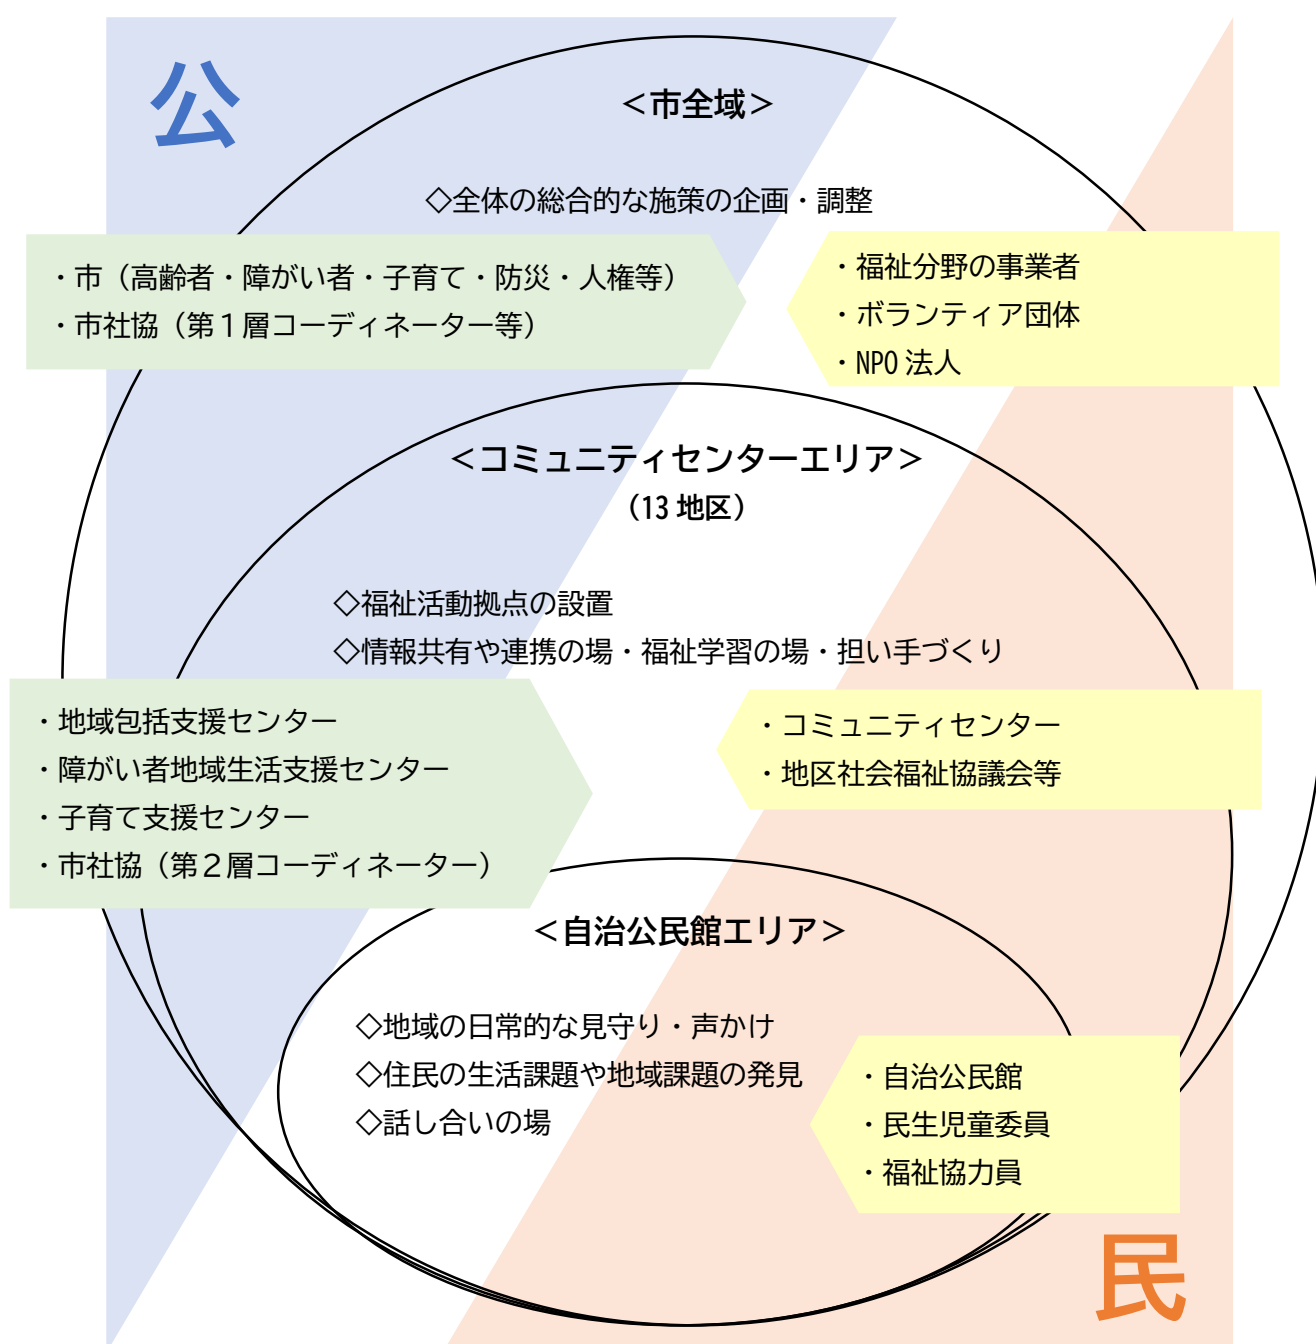 公
＜市全域＞
◇全体の総合的な施策の企画・調整
・市（高齢者・障がい者・子育て・防災・人権等）
・市社協（第１層コーディネーター等）
・福祉分野の事業者
・ボランティア団体
・NPO法人
＜コミュニティセンターエリア＞
（13地区）
◇福祉活動拠点の設置
◇情報共有や連携の場・福祉学習の場・担い手づくり
・地域包括支援センター
・障がい者地域生活支援センター
・子育て支援センター
・市社協（第２層コーディネーター）
・コミュニティセンター
・地区社会福祉協議会等
＜自治公民館エリア＞
◇地域の日常的な見守り・声かけ
◇住民の生活課題や地域課題の発見
◇話し合いの場
・自治公民館
・民生児童委員
・福祉協力員
民